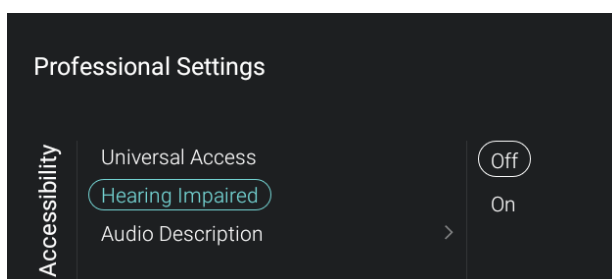 Professional Settings
Accessibility
Universal Access
Hearing Impaired
Audio Description
Off
On